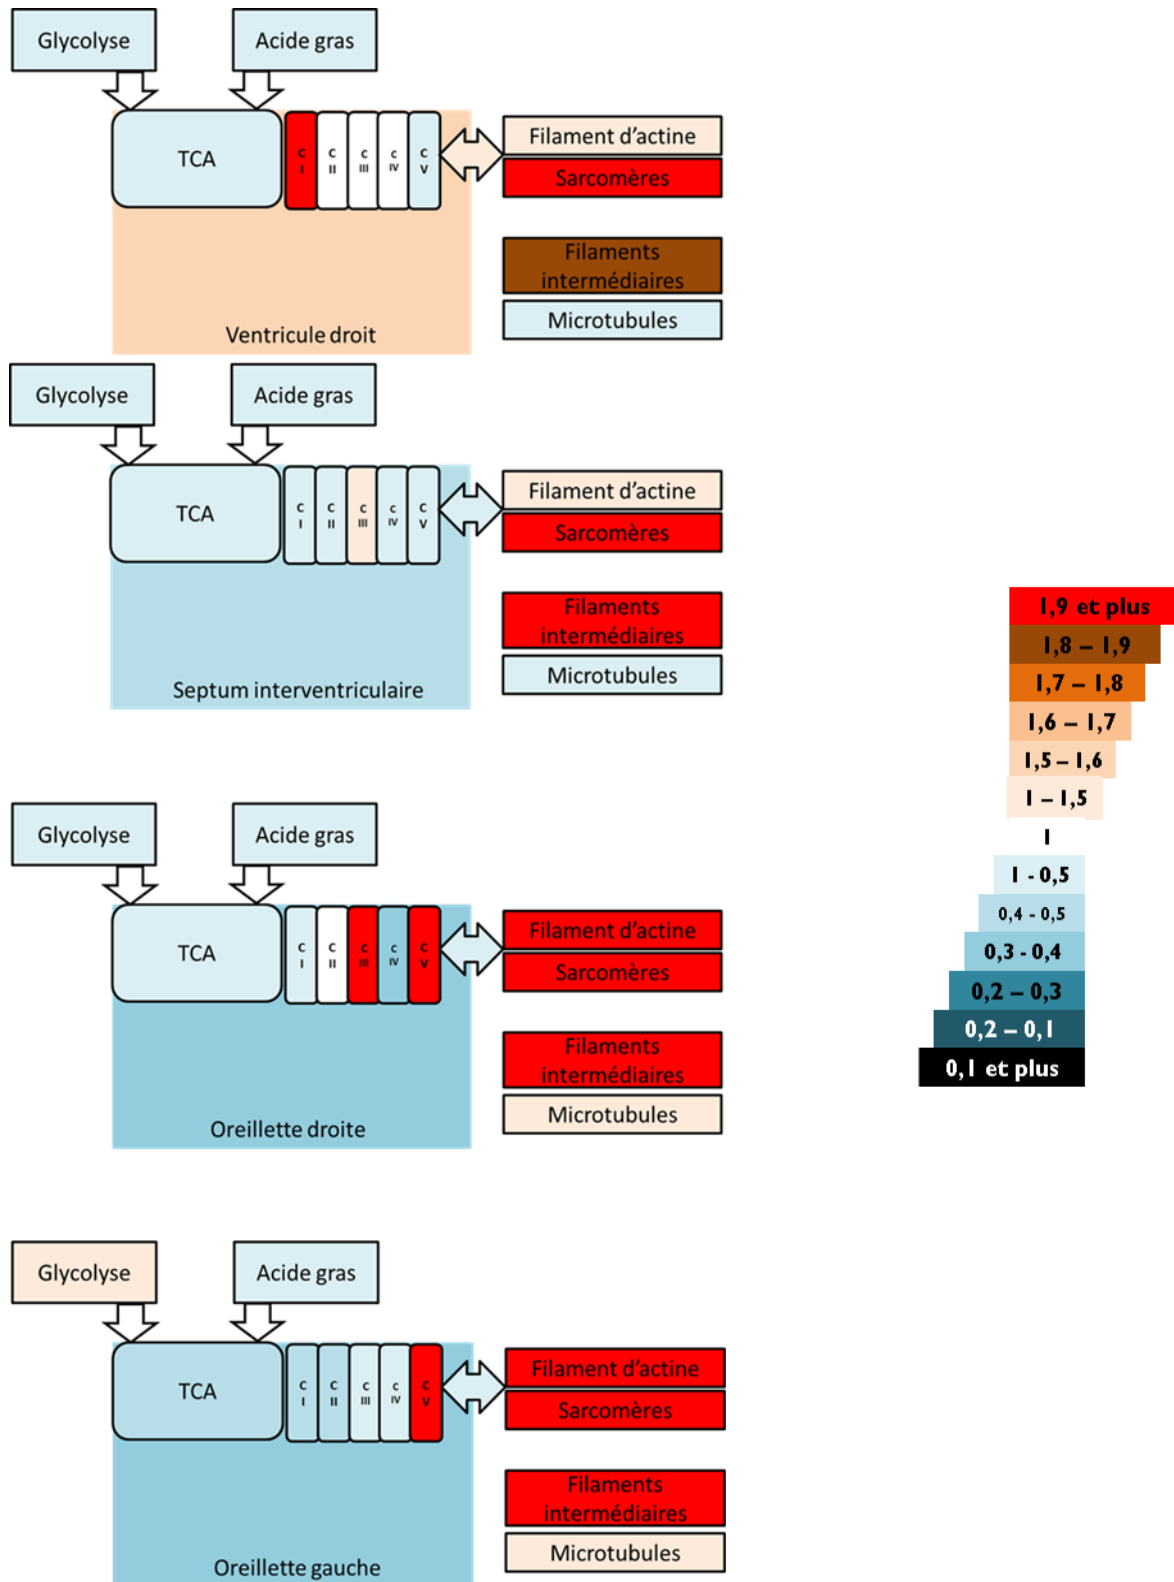 Glycolyse
Acide gras
TCA
C I
C II
C III
C IV
C V
Filament d'actine
Sarcomères
Filaments
intermédiaires
Microtubules
Ventricule droit
Glycolyse
Acide gras
TCA
C I
C II
C III
C IV
C V
Filament d'actine
Sarcomères
Filaments
intermédiaires
Microtubules
Septum interventriculaire
1,9 et plus
1,8 – 1,9
1,7 – 1,8
1,6 – 1,7
1,5 – 1,6
1 – 1,5
1
1 - 0,5
0,4 - 0,5
0,3 - 0,4
0,2 – 0,3
0,2 – 0,1
0,1 et plus
Glycolyse
Acide gras
TCA
C I
C II
C III
C IV
C V
Filament d'actine
Sarcomères
Filaments
intermédiaires
Microtubules
Oreillette droite
Glycolyse
Acide gras
TCA
C I
C II
C III
C IV
C V
Filament d'actine
Sarcomères
Filaments
intermédiaires
Microtubules
Oreillette gauche